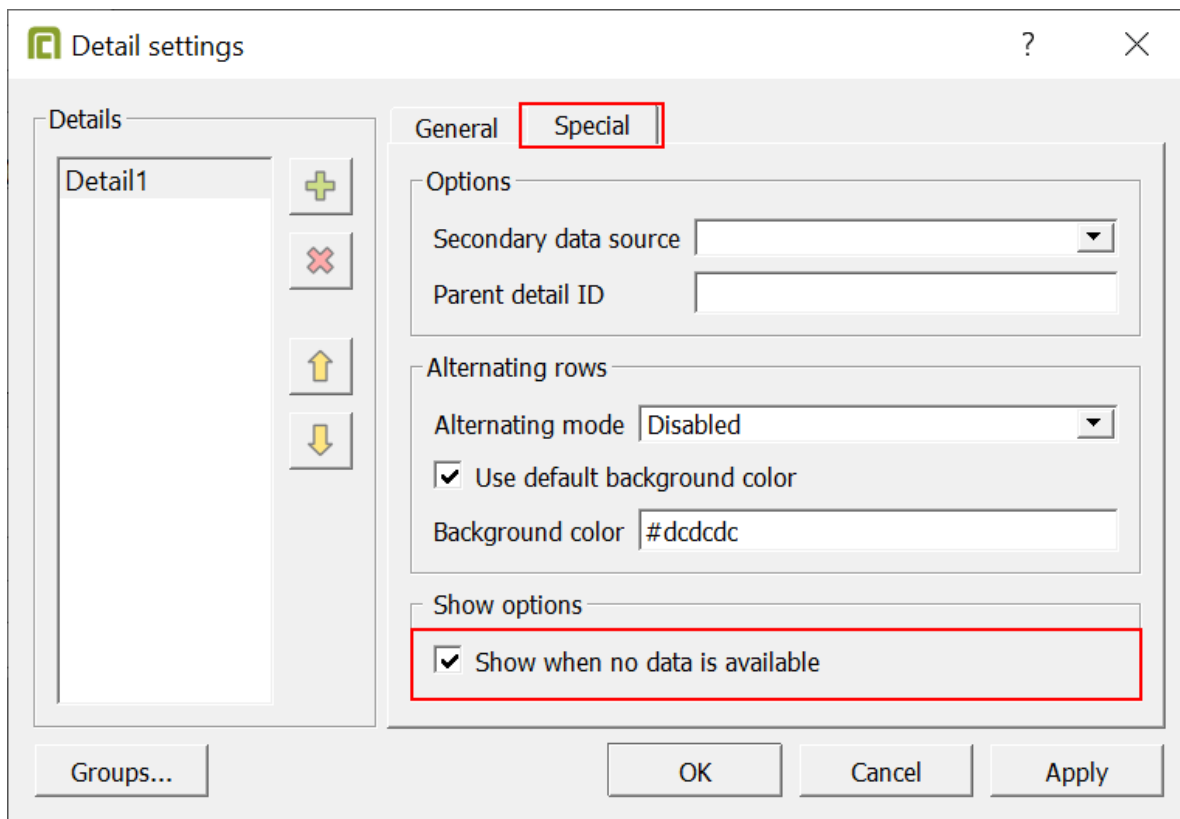 Detail settings
?
Details
Detail1
General
Special
Options
Secondary data source
Parent detail ID
Alternating rows
Alternating mode Disabled
Use default background color
Background color #dcdcdc
Show options
Show when no data is available
Groups...
OK
Cancel
Apply